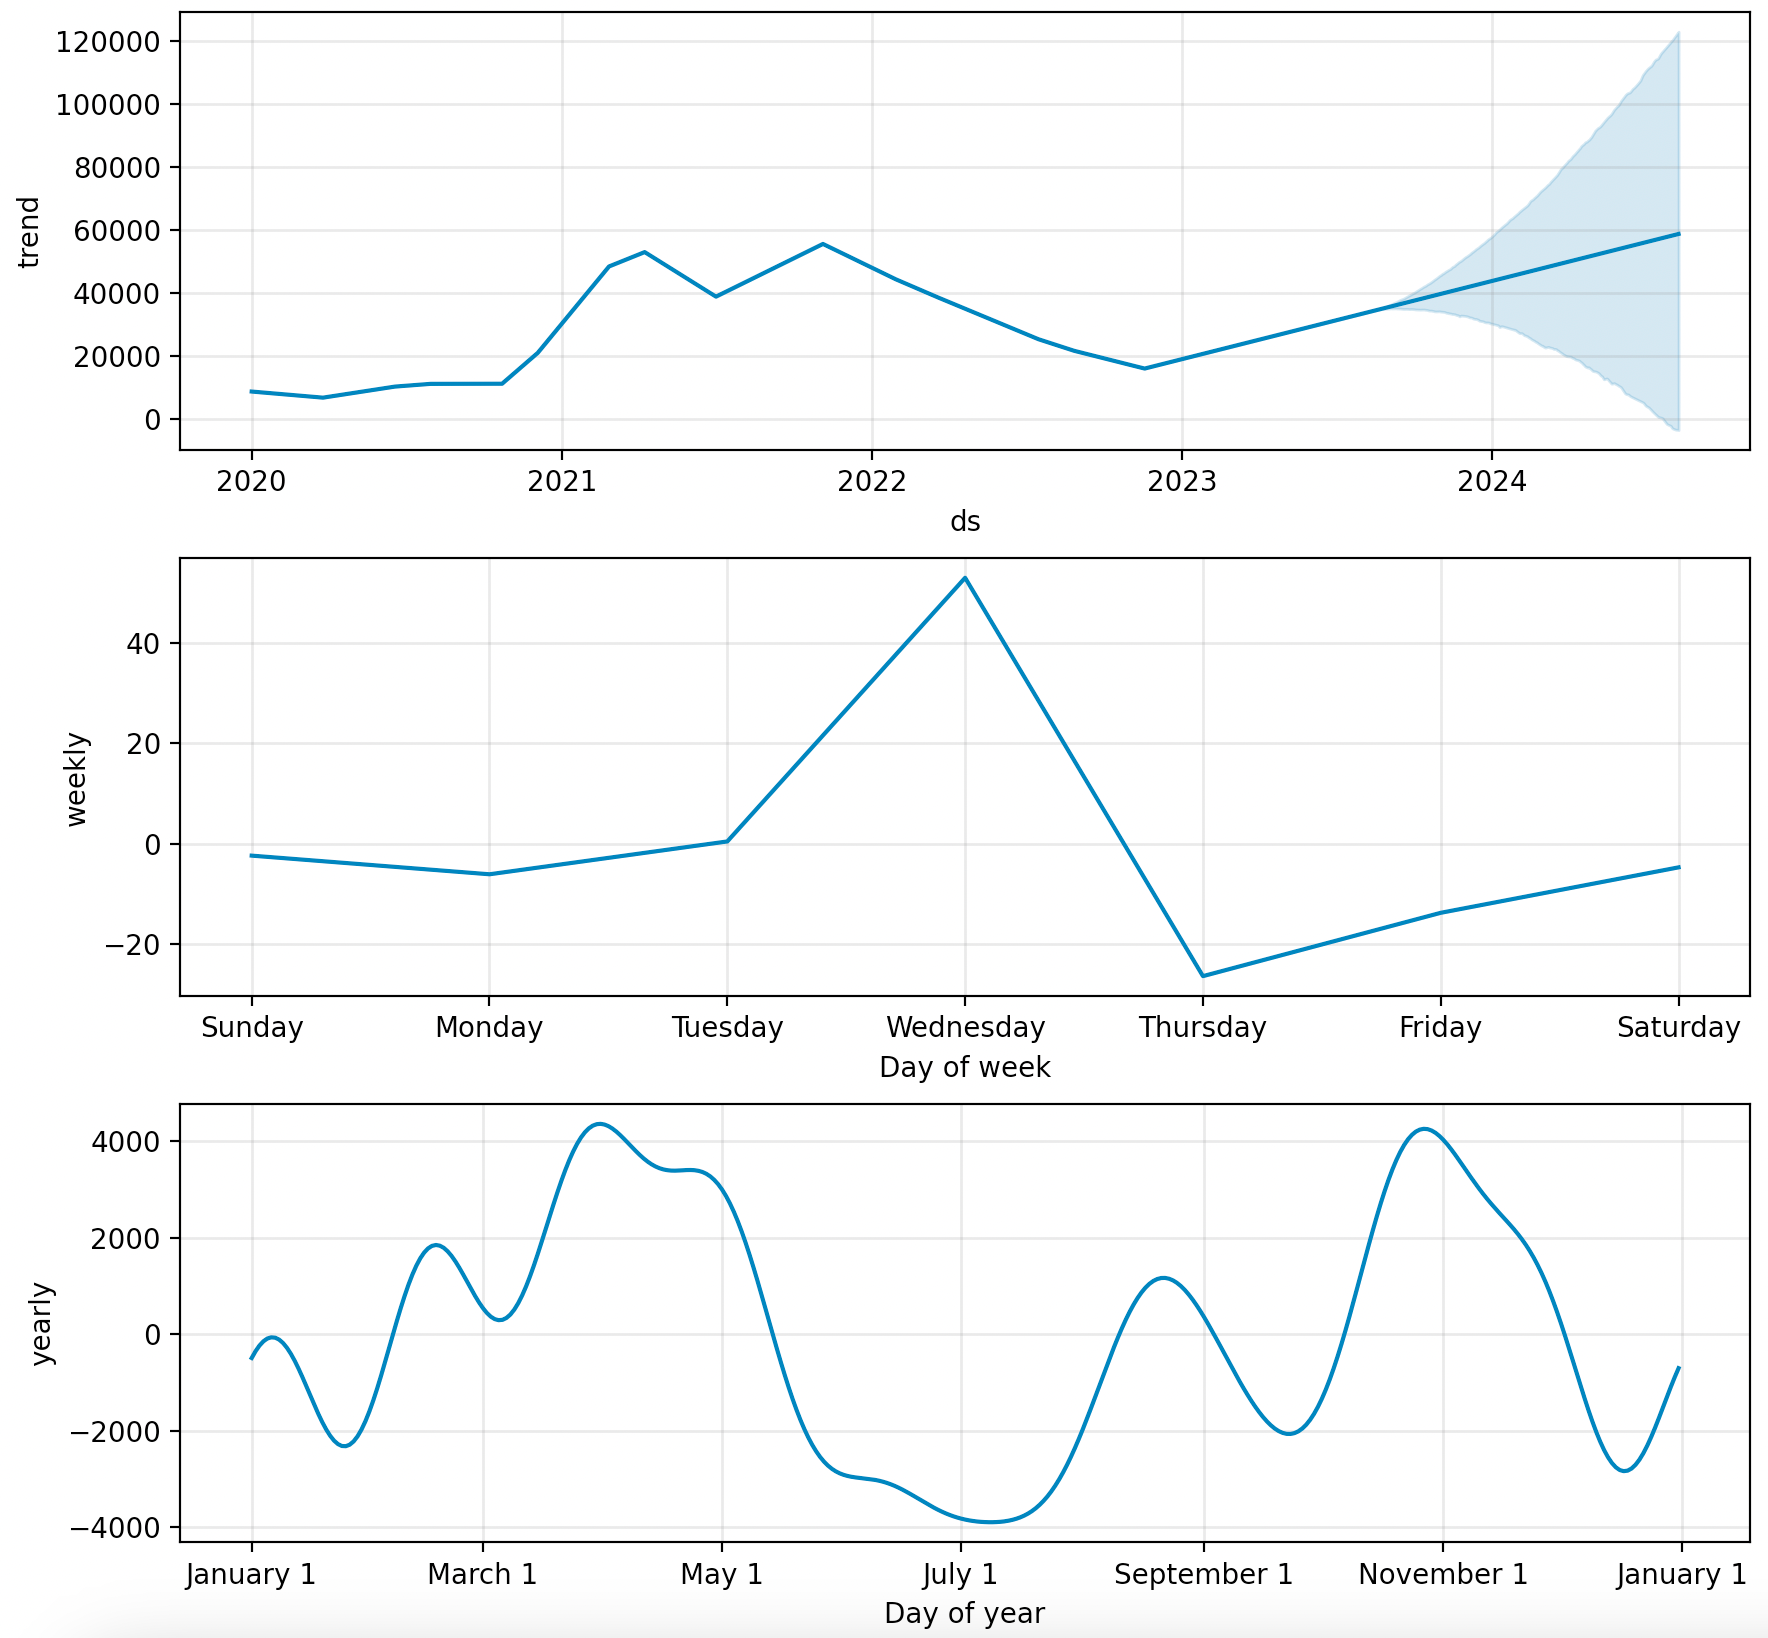 120000
100000
80000
60000
40000
20000
0
trend
2020 2021 2022 2023 2024
ds
40
20
0
−20
weekly
Sunday Monday Tuesday Wednesday Thursday Friday Saturday
Day of week
4000
2000
0
−2000
−4000
yearly
January 1 March 1 May 1 July 1 September 1 November 1 January 1
Day of year